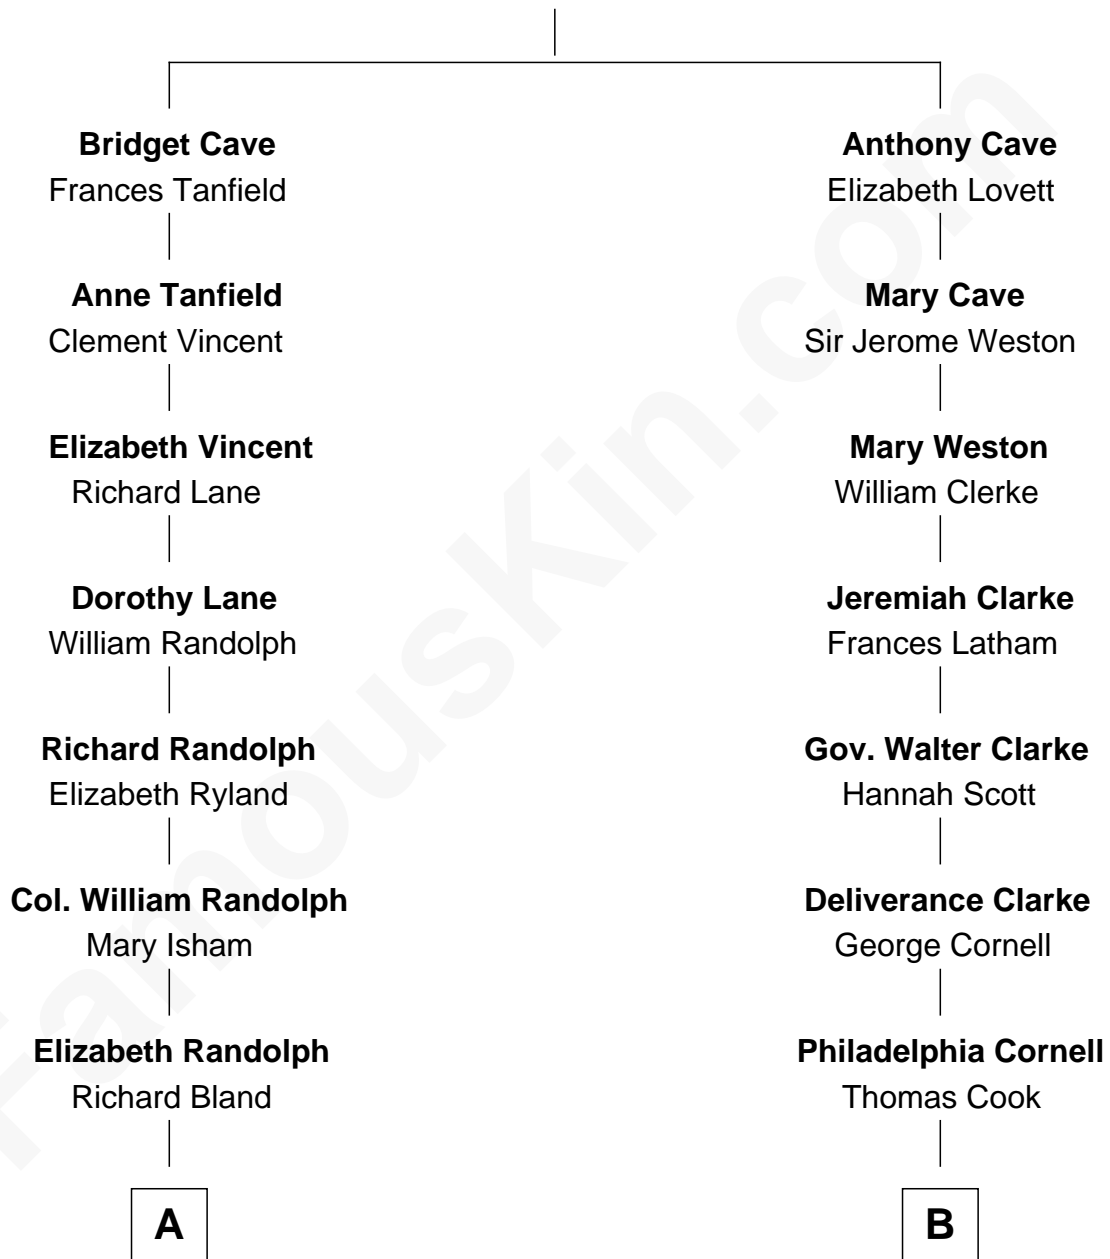 Bridget Cave
Frances Tanfield
Anne Tanfield
Clement Vincent
Elizabeth Vincent
Richard Lane
Dorothy Lane
William Randolph
Richard Randolph
Elizabeth Ryland
Col. William Randolph
Mary Isham
Elizabeth Randolph
Richard Bland
A
Anthony Cave
Elizabeth Lovett
Mary Cave
Sir Jerome Weston
Mary Weston
William Clerke
Jeremiah Clarke
Frances Latham
Gov. Walter Clarke
Hannah Scott
Deliverance Clarke
George Cornell
Philadelphia Cornell
Thomas Cook
B
FamousKin.com